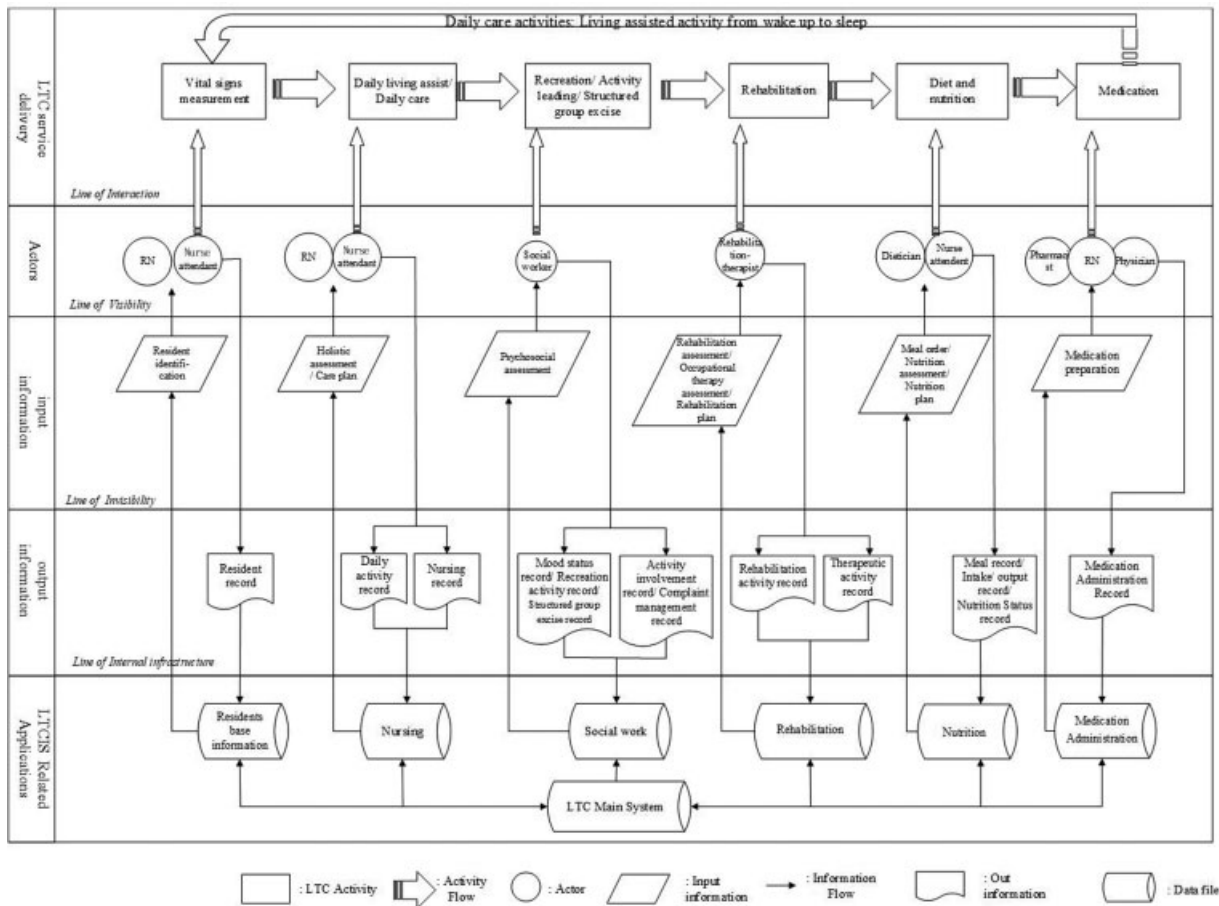 Daily care activities: Living assisted activity from wake up to sleep
LTC service
delivery
Vital signs
measurement
Daily living assist/
Daily care
Recreation/ Activity
leading/ Structured
group excise
Rehabilitation
Diet and
nutrition
Medication
Line of Interaction
Actors
RN
Nurse
attendant
RN
Nurse
attendant
Social
worker
Rehabilita
tion-
therapist
Dietician
Nurse
attendent
Pharmac
ist
RN
Physician
Line of Visibility
input
information
Resident
identifi-
cation
Holistic
assessment
/ Care plan
Psychosocial
assessment
Rehabilitation
assessment/
Occupational
therapy
assessment/
Rehabilitation
plan
Meal order/
Nutrition
assessment/
Nutrition
plan
Medication
preparation
Line of Invizibility
output
information
Resident
record
Daily
activity
record
Nursing
record
Mood status
record/ Recreation
activity record/
Structured group
excise record
Activity
involvement
record/ Complaint
management
record
Rehabilitation
activity record
Therapeutic
activity
record
Meal record/
Intake/ output
record/
Nutrition Status
record
Medication
Administration
Record
Line of Internal infrastructure
LTCIS Related
Applications
Residents
base
information
Nursing
Social work
Rehabilitation
Nutrition
Medication
Administration
LTC Main System
: LTC Activity
: Activity
Flow
: Actor
: Input
information
: Information
Flow
: Out
information
: Data file